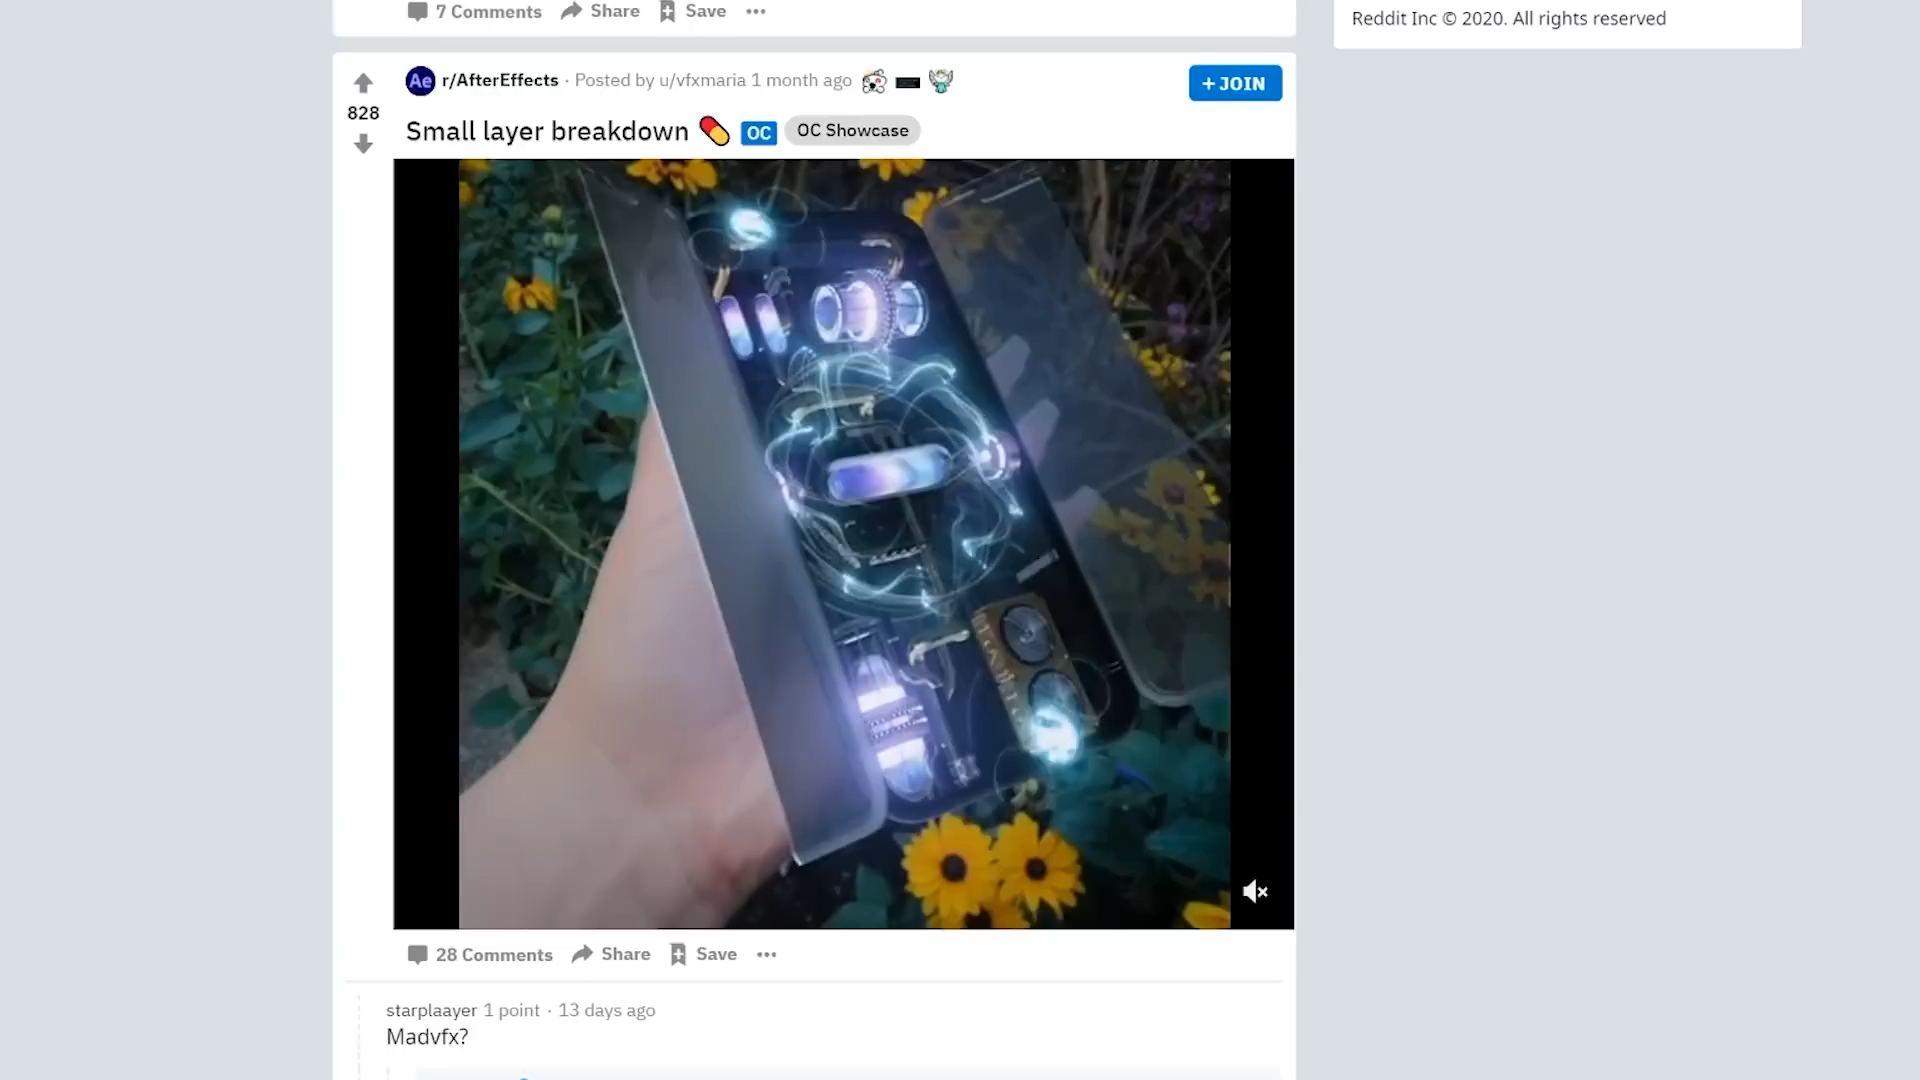 7 Comments Share Save
Reddit Inc © 2020. All rights reserved
Ae r/AfterEffects · Posted by u/vfxmaria 1 month ago
+ JOIN
828
Small layer breakdown OC OC Showcase
28 Comments Share Save
starplaayer 1 point · 13 days ago
Madvfx?